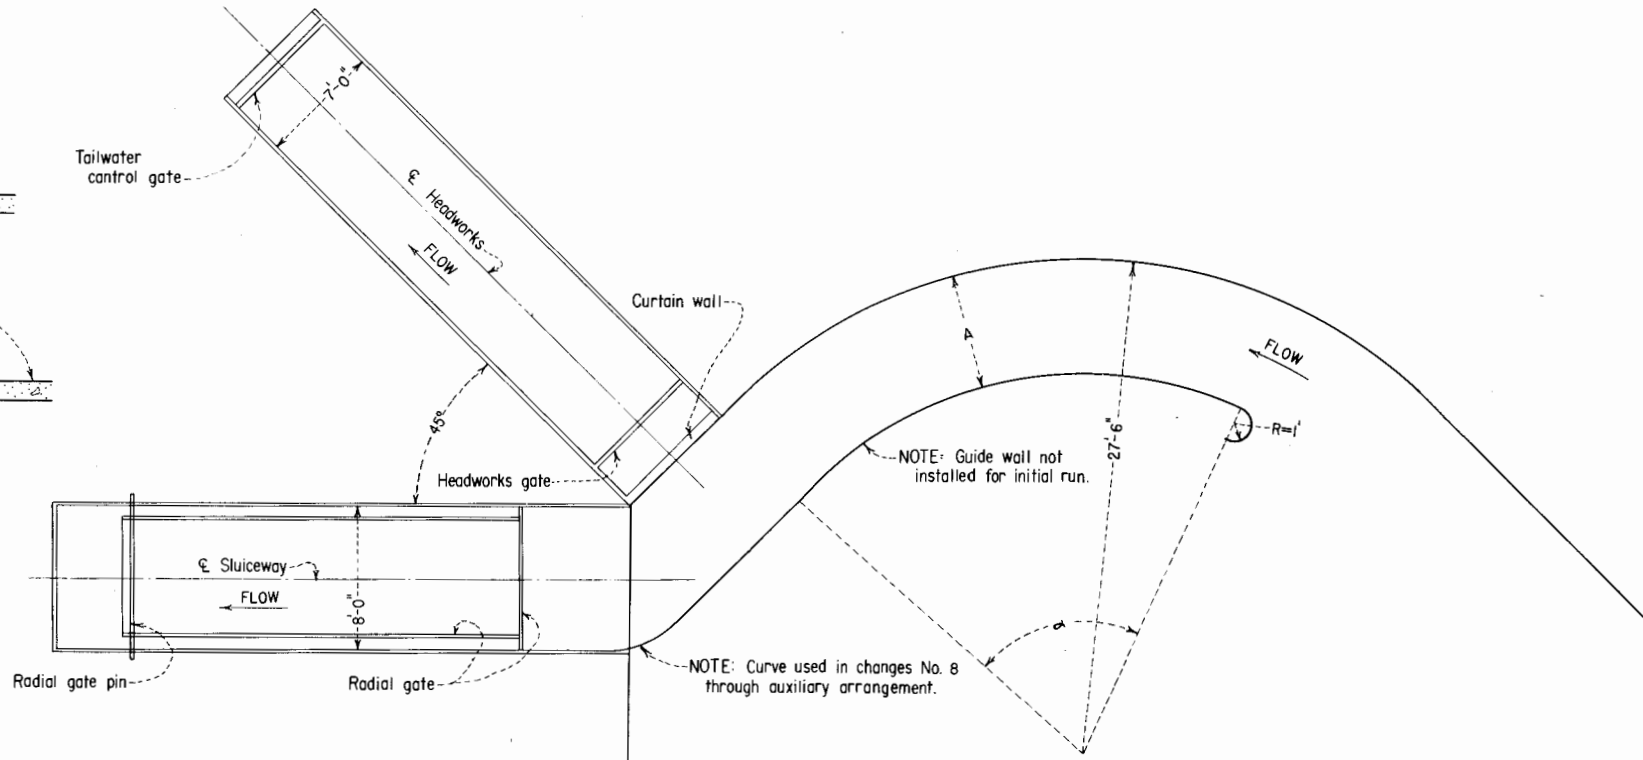 7'-0"
Tailwater
cantrol gate
℄ Headworks
FLOW
Curtain wall
A
FLOW
45°
27'-6"
R=1'
NOTE: Guide wall not
installed for initial run.
Headworks gate
℄ Sluiceway
FLOW
8'-0"
α
Radial gate pin
Radial gate
NOTE: Curve used in changes No. 8
through auxiliary arrangement.